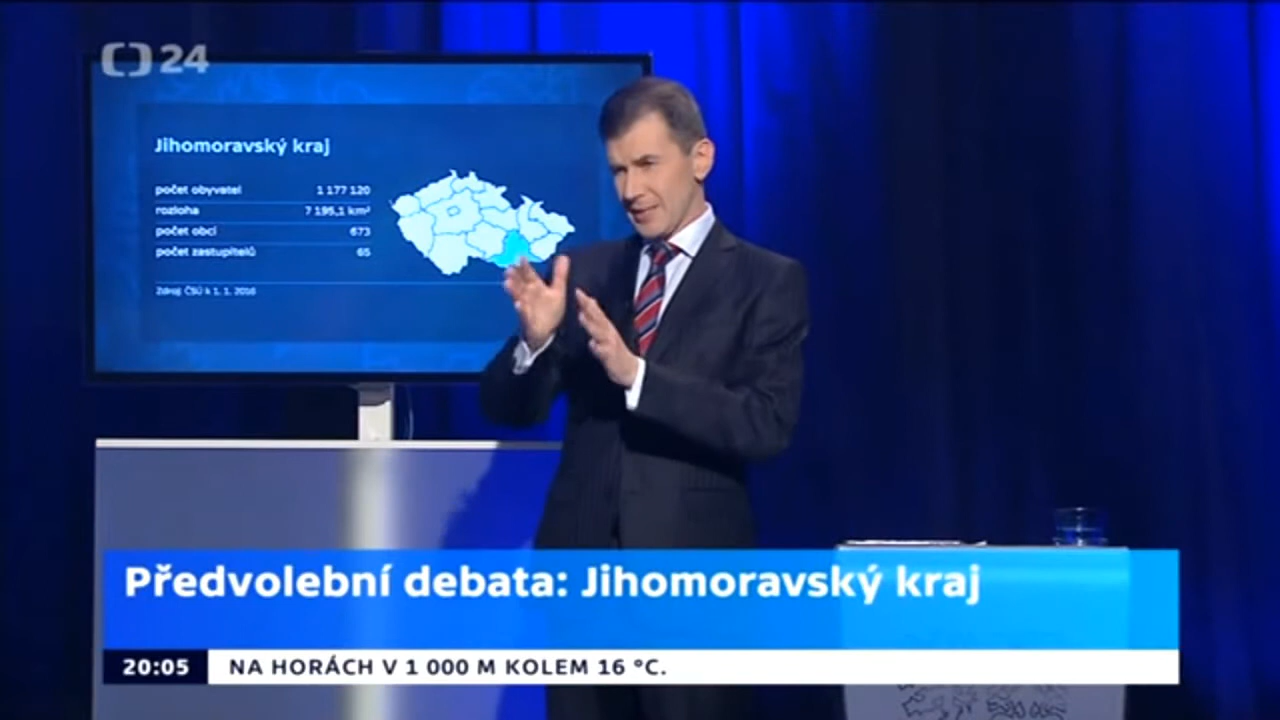 24
Jihomoravský kraj
počet obyvatel 1 177 120
rozloha 7 195,1 km²
počet obcí 673
počet zastupitelů 65
Zdroj: ČSÚ k 1. 1. 2016
Předvolební debata: Jihomoravský kraj
20:05 NA HORÁCH V 1 000 M KOLEM 16 °C.